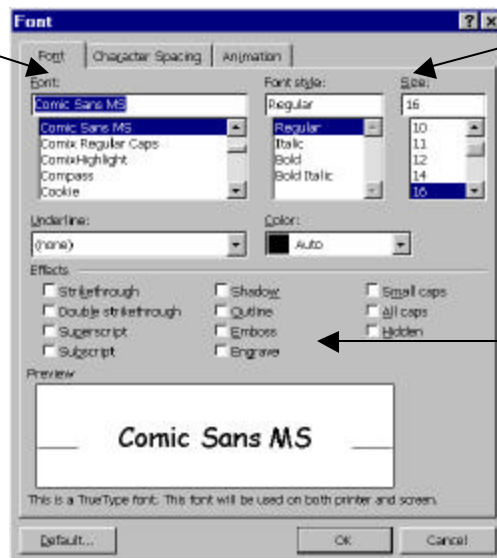 Font
Font Character Spacing Animation
Font: Font style: Size:
Comic Sans MS Regular 16
Comic Sans MS Regular 10
Comix Regular Caps Italic 11
ComixHighlight Bold 12
Compass Bold Italic 14
Cookie 16
Underline: Color:
(none) Auto
Effects
Strikethrough Shadow Small caps
Double strikethrough Outline All caps
Superscript Emboss Hidden
Subscript Engrave
Preview
Comic Sans MS
This is a TrueType font. This font will be used on both printer and screen.
Default... OK Cancel